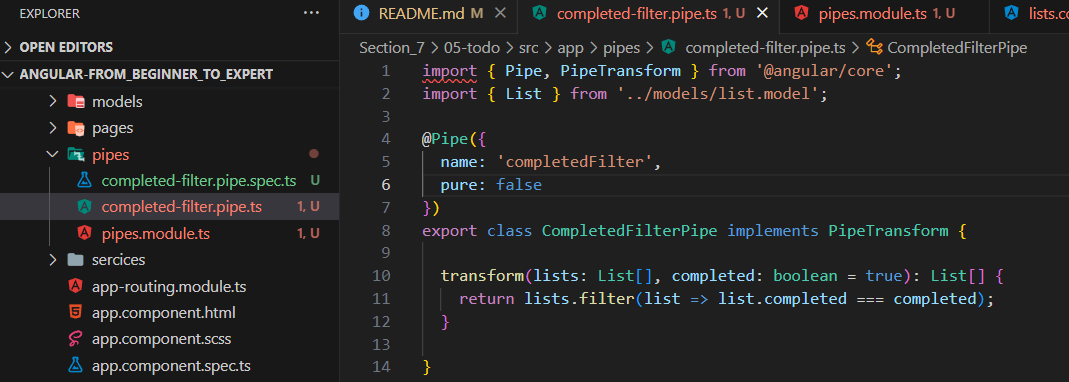 EXPLORER
OPEN EDITORS
ANGULAR-FROM_BEGINNER_TO_EXPERT
models
pages
pipes
completed-filter.pipe.spec.ts U
completed-filter.pipe.ts 1, U
pipes.module.ts 1, U
sercices
app-routing.module.ts
app.component.html
app.component.scss
app.component.spec.ts
README.md M
completed-filter.pipe.ts 1, U
pipes.module.ts 1, U
lists.co
Section_7 > 05-todo > src > app > pipes > completed-filter.pipe.ts > CompletedFilterPipe
1 import { Pipe, PipeTransform } from '@angular/core';
2 import { List } from '../models/list.model';
3
4 @Pipe({
5 name: 'completedFilter',
6 pure: false
7 })
8 export class CompletedFilterPipe implements PipeTransform {
9
10 transform(lists: List[], completed: boolean = true): List[] {
11 return lists.filter(list => list.completed === completed);
12 }
13
14 }